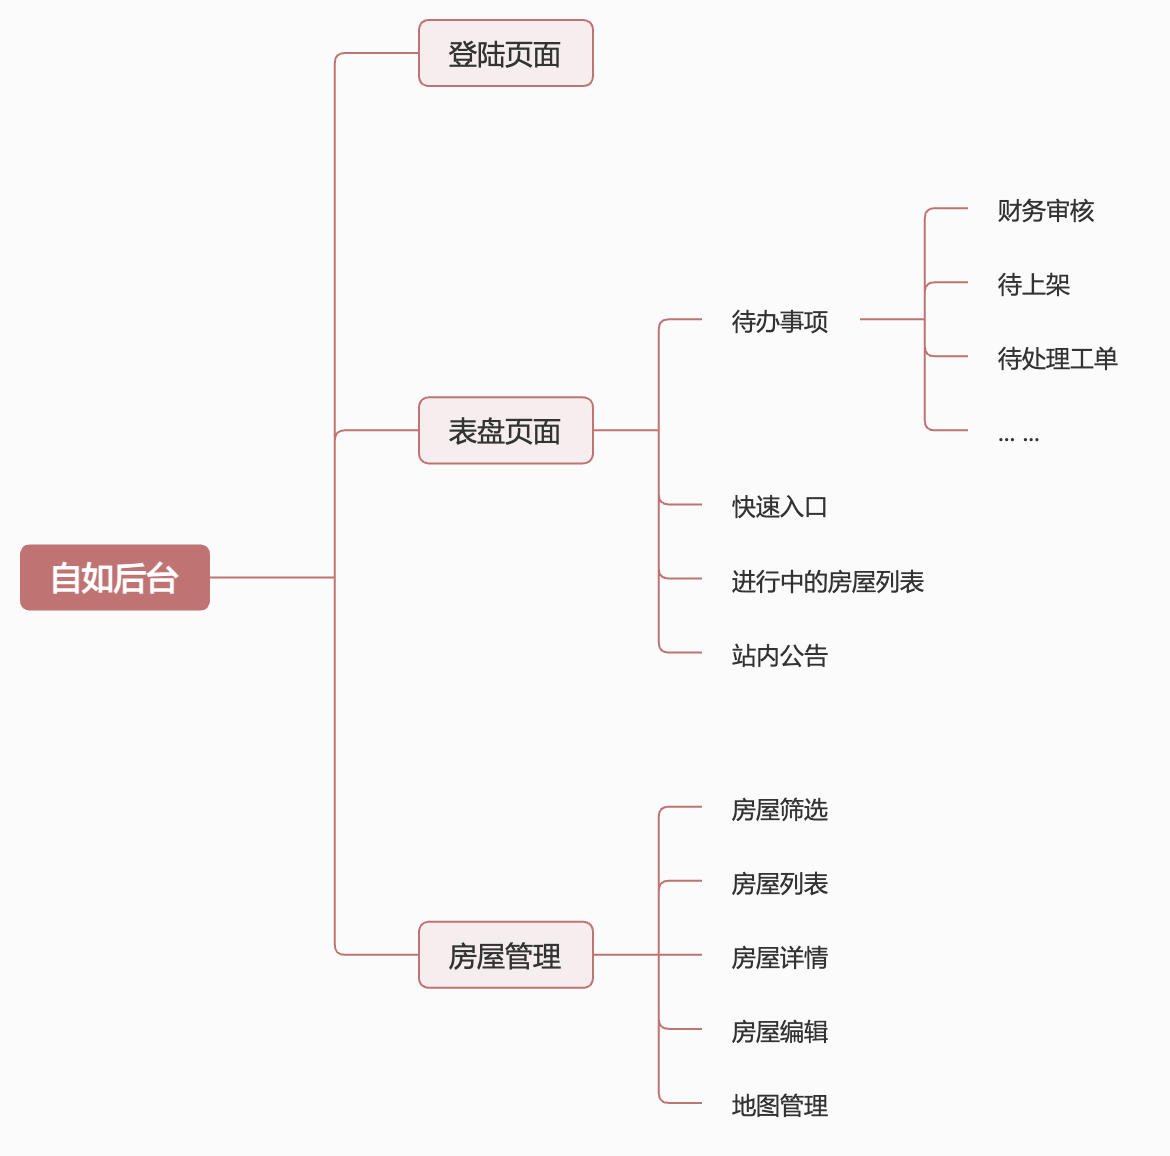 自如后台
登陆页面
表盘页面
待办事项
财务审核
待上架
待处理工单
... ...
快速入口
进行中的房屋列表
站内公告
房屋管理
房屋筛选
房屋列表
房屋详情
房屋编辑
地图管理